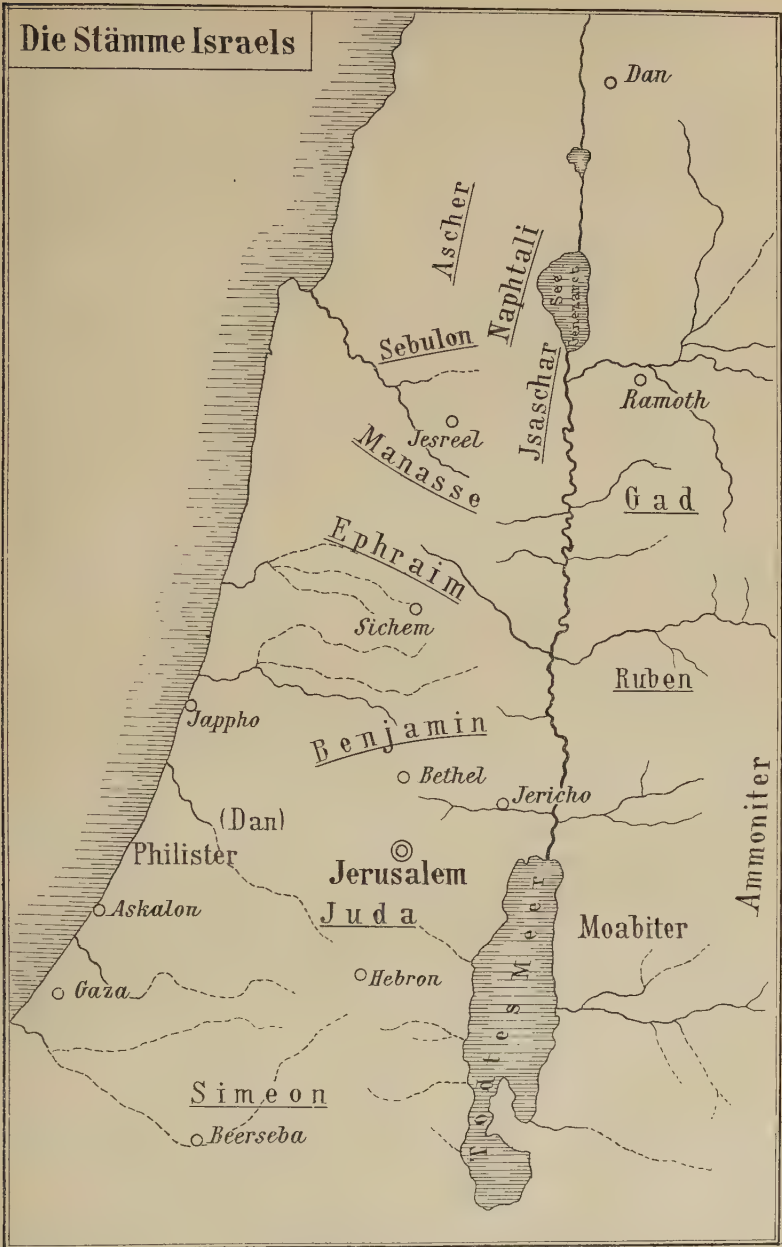 Die Stämme Israels
Dan
Ascher
Naphtali
See
Genezaret
Sebulon
Jsaschar
Ramoth
Jesreel
Manasse
Gad
Ephraim
Sichem
Ruben
Jappho
Benjamin
Bethel
Jericho
Ammoniter
(Dan)
Philister
Jerusalem
Juda
Askalon
Moabiter
Hebron
Gaza
Todtes Meer
Simeon
Beerseba